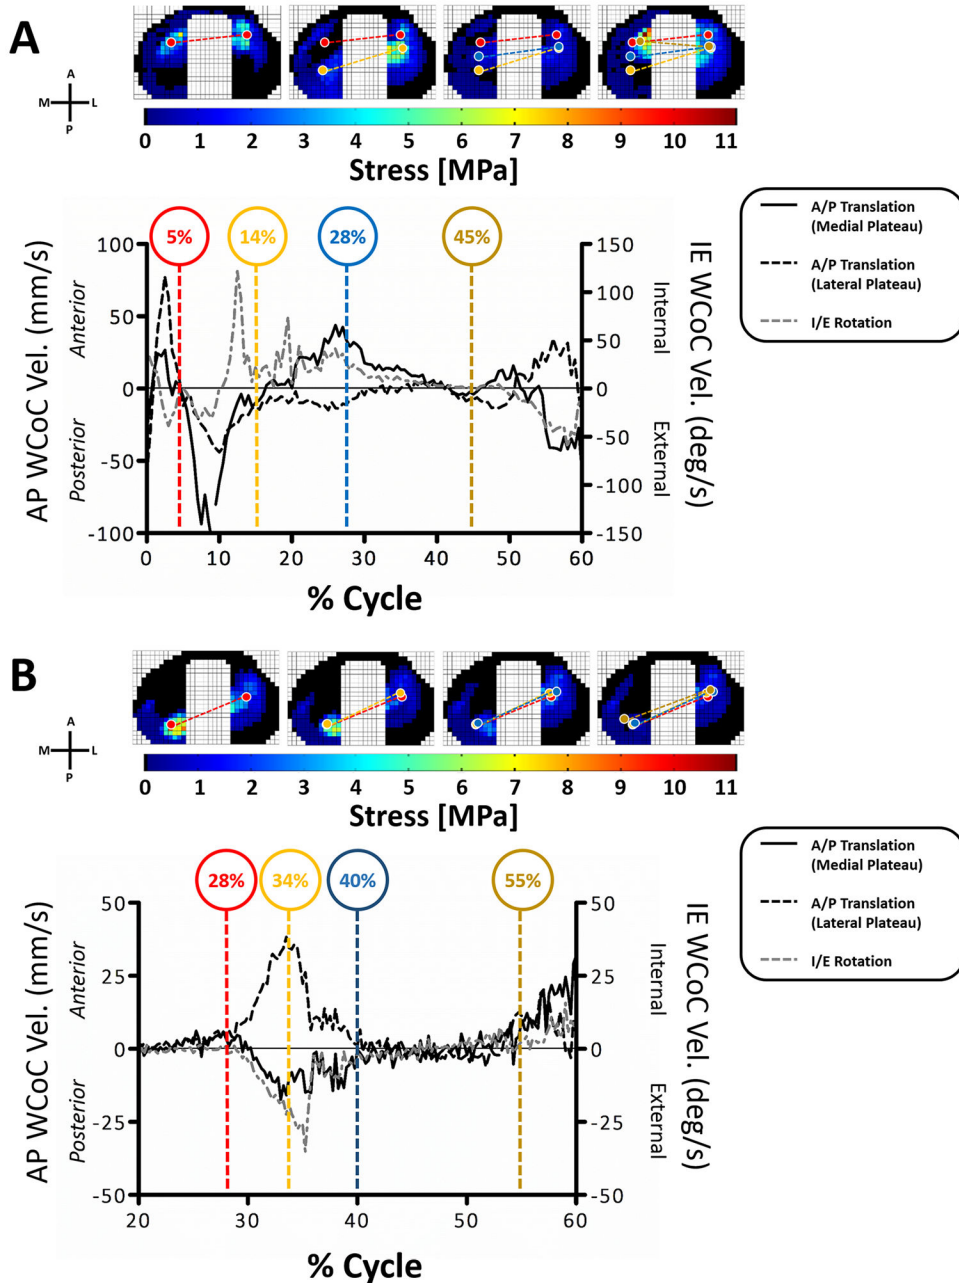 A
A
M L
P
0 1 2 3 4 5 6 7 8 9 10 11
Stress [MPa]
5% 14% 28% 45%
100
50
0
-50
-100
AP WCoC Vel. (mm/s)
Anterior
Posterior
150
100
50
0
-50
-100
-150
Internal
External
IE WCoC Vel. (deg/s)
0 10 20 30 40 50 60
% Cycle
A/P Translation
(Medial Plateau)
A/P Translation
(Lateral Plateau)
I/E Rotation
B
A
M L
P
0 1 2 3 4 5 6 7 8 9 10 11
Stress [MPa]
28% 34% 40% 55%
50
25
0
-25
-50
AP WCoC Vel. (mm/s)
Anterior
Posterior
50
25
0
-25
-50
Internal
External
IE WCoC Vel. (deg/s)
20 30 40 50 60
% Cycle
A/P Translation
(Medial Plateau)
A/P Translation
(Lateral Plateau)
I/E Rotation